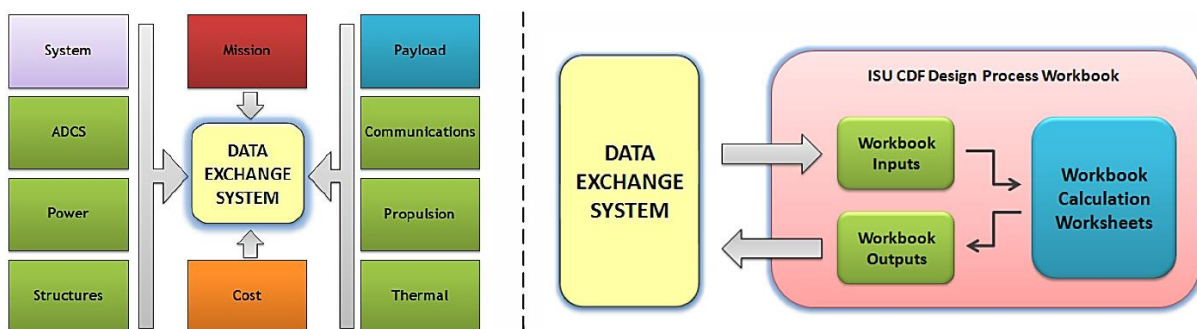 System
Mission
Payload
ADCS
Communications
DATA
EXCHANGE
SYSTEM
Power
Propulsion
Structures
Cost
Thermal
ISU CDF Design Process Workbook
DATA
EXCHANGE
SYSTEM
Workbook
Inputs
Workbook
Outputs
Workbook
Calculation
Worksheets